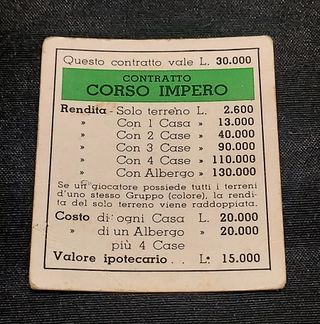 Questo contratto vale L. 30.000
CONTRATTO
CORSO IMPERO
Rendita - Solo terreno L. 2.600
» Con 1 Casa » 13.000
» Con 2 Case » 40.000
» Con 3 Case » 90.000
» Con 4 Case » 110.000
» Con Albergo » 130.000
Se un giocatore possiede tutti i terreni
d'uno stesso Gruppo (colore), la rendi-
ta del solo terreno viene raddoppiata.
Costo di ogni Casa L. 20.000
» di un Albergo » 20.000
più 4 Case
Valore ipotecario . . L. 15.000